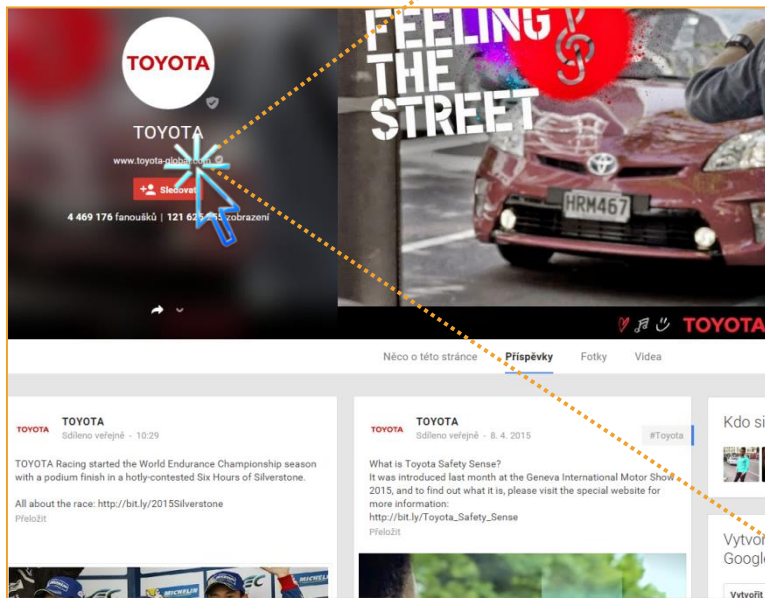 TOYOTA
TOYOTA
www.toyota-global.com
Sledovat
4 469 176 fanoušků | 121 625 255 zobrazení
FEELING
THE
STREET
HRM467
TOYOTA
Něco o této stránce Příspěvky Fotky Videa
TOYOTA
TOYOTA
Sdíleno veřejně - 10:29
TOYOTA Racing started the World Endurance Championship season
with a podium finish in a hotly-contested Six Hours of Silverstone.
All about the race: http://bit.ly/2015Silverstone
Přeložit
MICHELIN
TOYOTA
TOYOTA
Sdíleno veřejně - 8. 4. 2015
#Toyota
What is Toyota Safety Sense?
It was introduced last month at the Geneva International Motor Show
2015, and to find out what it is, please visit the special website for
more information:
http://bit.ly/Toyota_Safety_Sense
Přeložit
Kdo si
Vytvoř
Google
Vytvořit